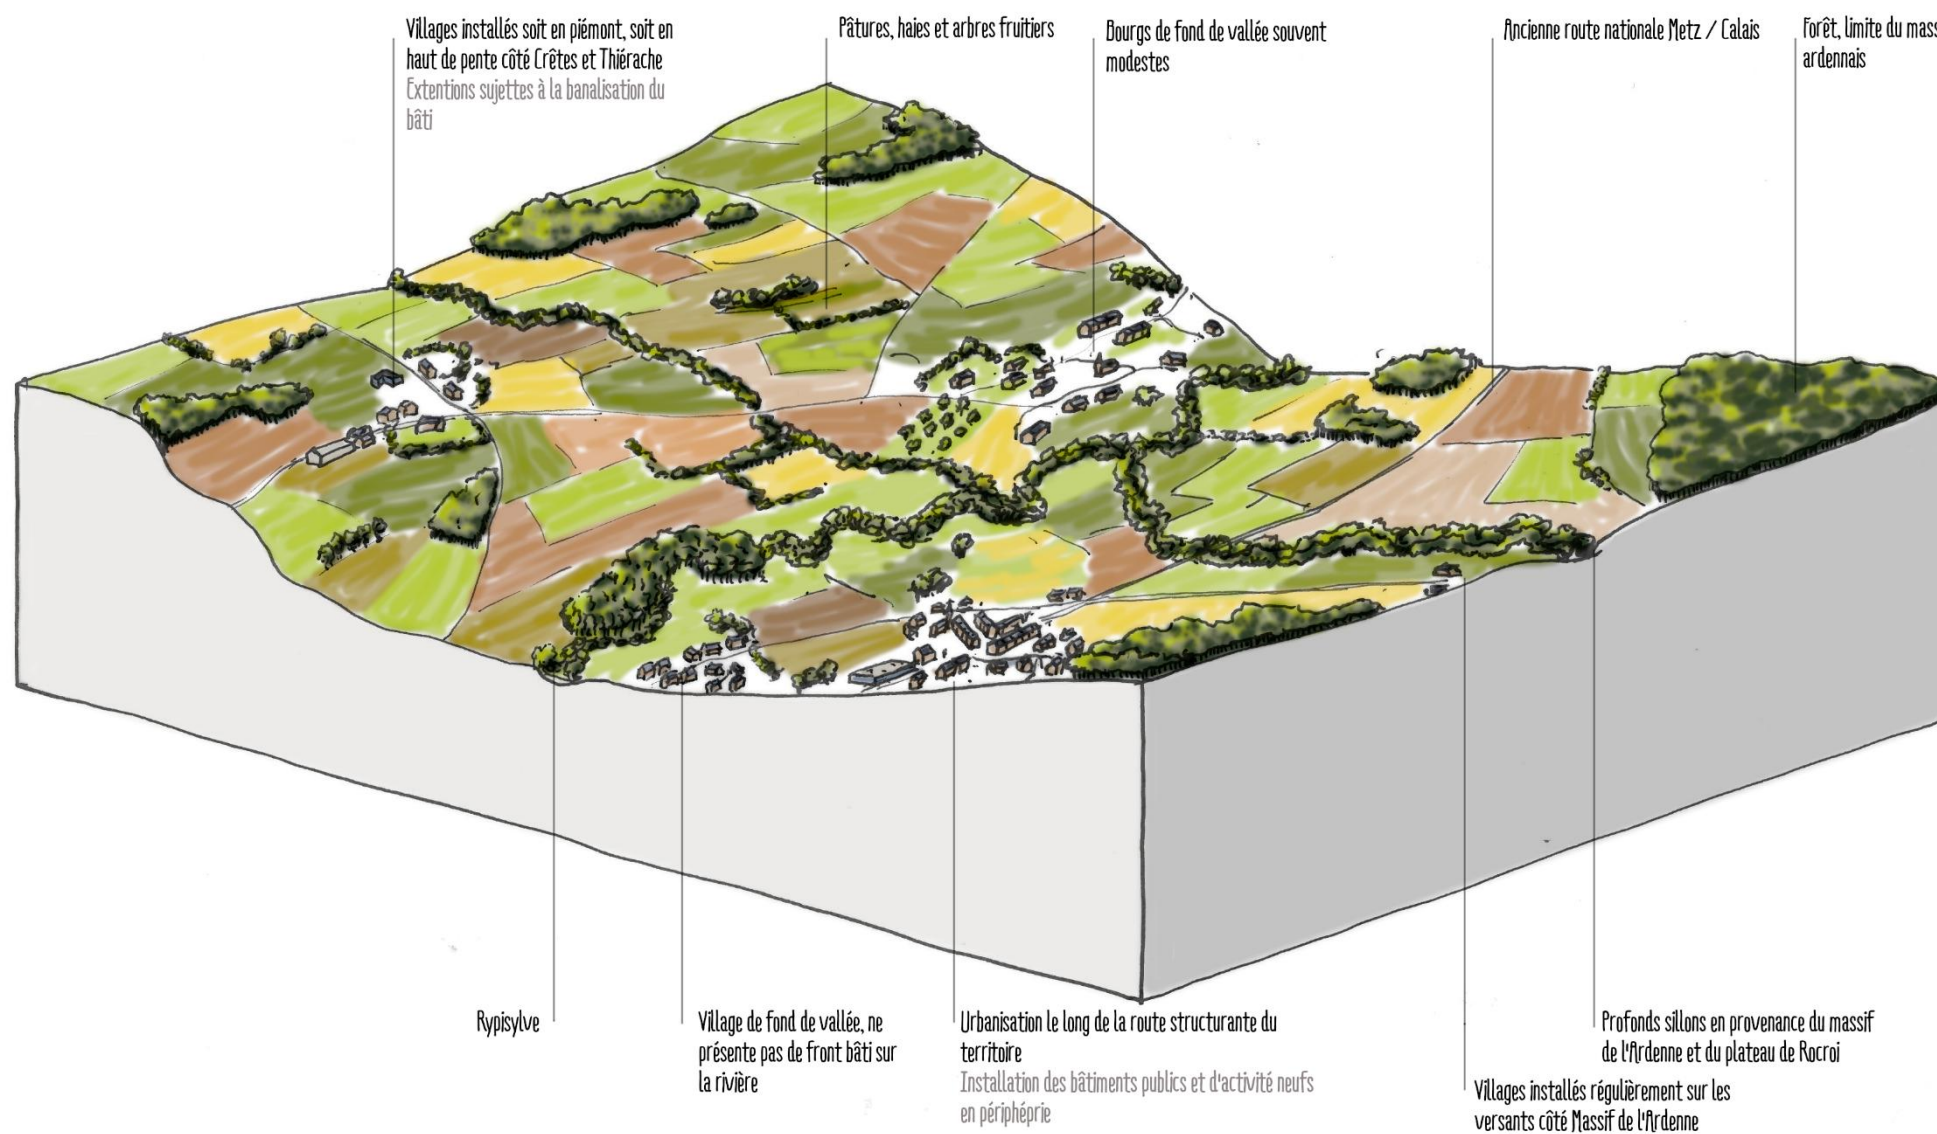 Villages installés soit en piémont, soit en
haut de pente côté Crêtes et Thiérache
Extentions sujettes à la banalisation du
bâti
Pâtures, haies et arbres fruitiers
Bourgs de fond de vallée souvent
modestes
Ancienne route nationale Metz / Calais
Forêt, limite du mass
ardennais
Rypisylve
Village de fond de vallée, ne
présente pas de front bâti sur
la rivière
Urbanisation le long de la route structurante du
territoire
Installation des bâtiments publics et d'activité neufs
en périphéprie
Profonds sillons en provenance du massif
de l'Ardenne et du plateau de Rocroi
Villages installés régulièrement sur les
versants côté Massif de l'Ardenne